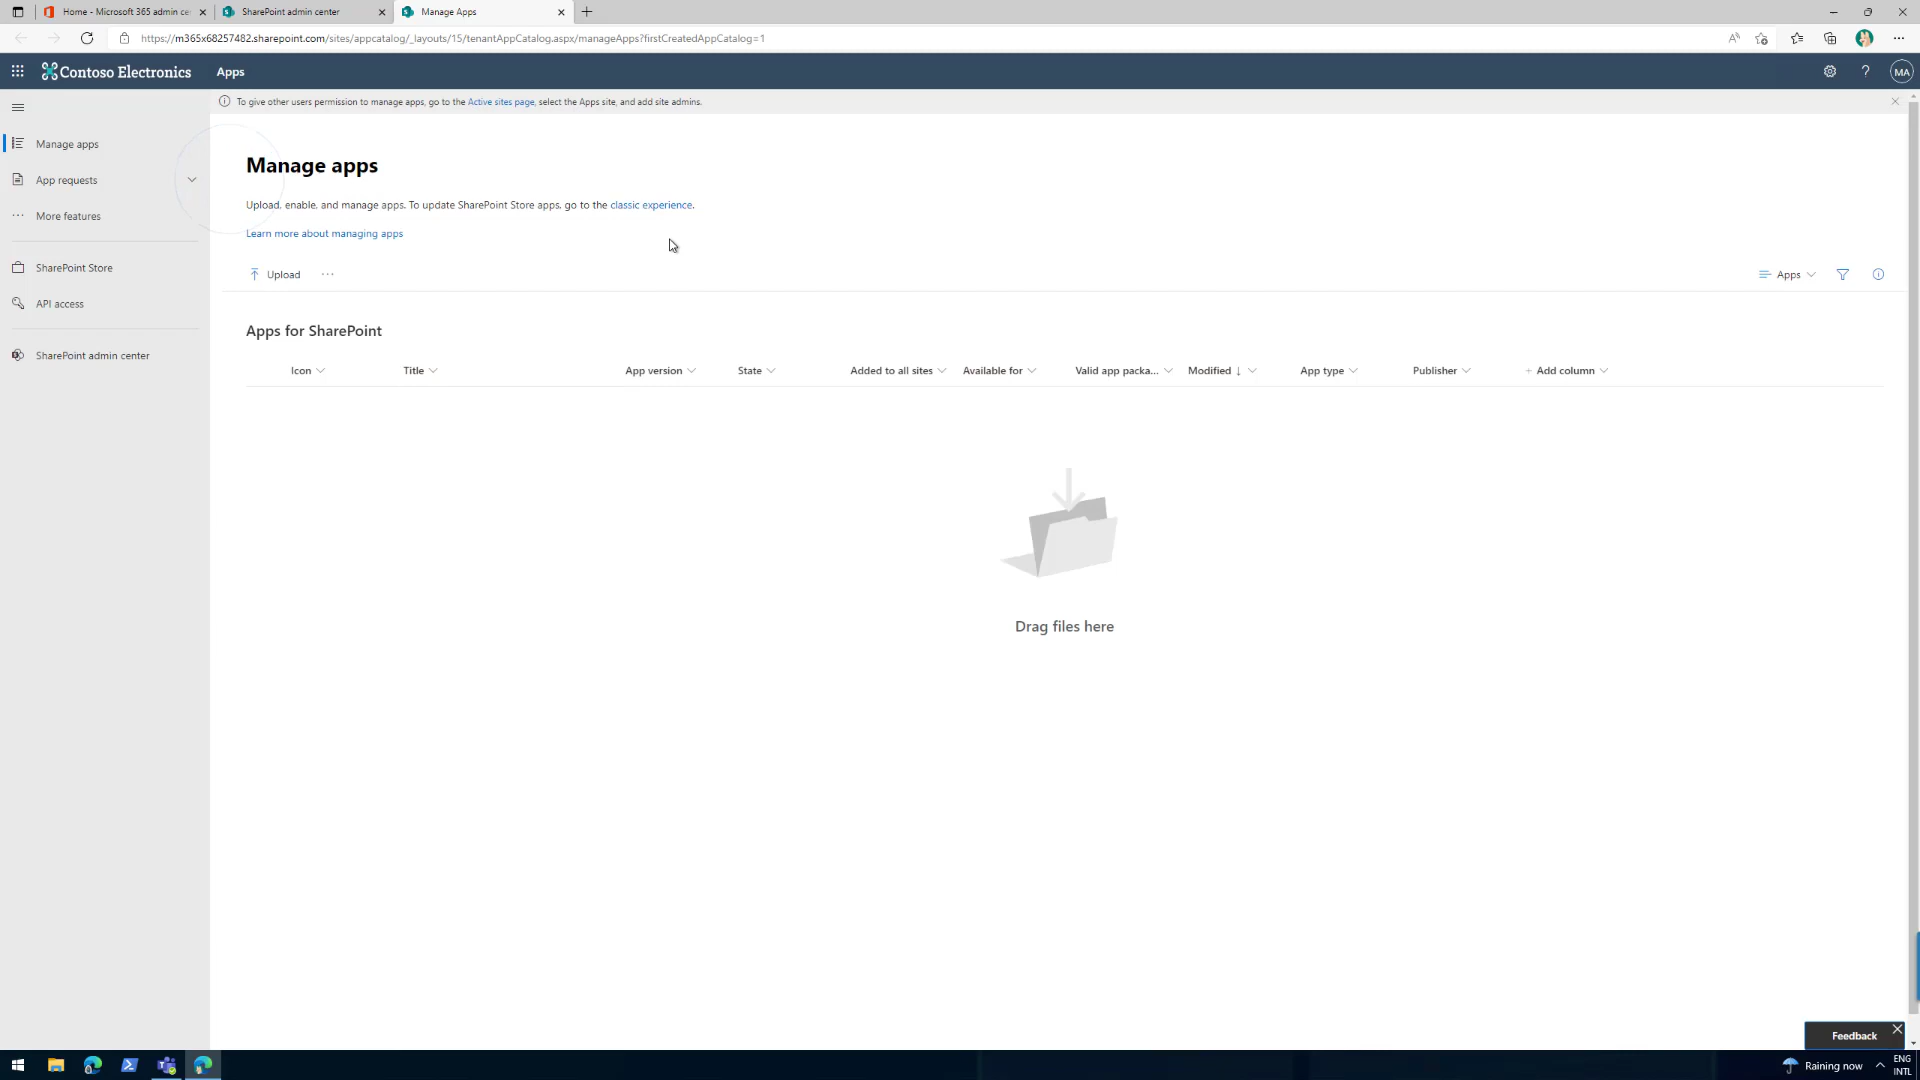 Home - Microsoft 365 admin ce
SharePoint admin center
Manage Apps
https://m365x68257482.sharepoint.com/sites/appcatalog/_layouts/15/tenantAppCatalog.aspx/manageApps?firstCreatedAppCatalog=1
Contoso Electronics
Apps
?
MA
To give other users permission to manage apps, go to the Active sites page, select the Apps site, and add site admins.
Manage apps
App requests
More features
SharePoint Store
API access
SharePoint admin center
Manage apps
Upload, enable, and manage apps. To update SharePoint Store apps, go to the classic experience.
Learn more about managing apps
Upload
Apps
Apps for SharePoint
Icon
Title
App version
State
Added to all sites
Available for
Valid app packa...
Modified
App type
Publisher
+ Add column
Drag files here
Feedback
Raining now
ENG
INTL